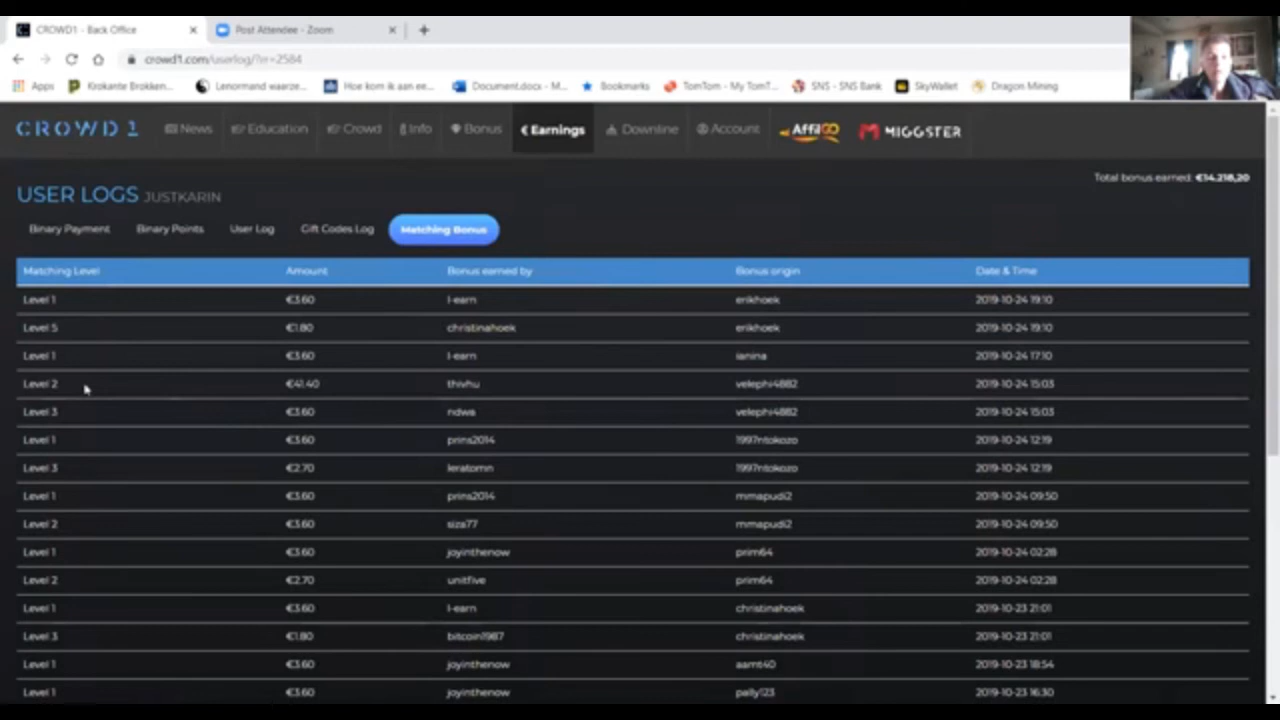 CROWD1 - Back Office
Post Attendee - Zoom
crowd1.com/userlog/?rr=2584
Apps Krokante Brokken... Lenormand waarze... Hoe kom ik aan ee... Document.docx - M... Bookmarks TomTom - My TomT... SNS - SNS Bank SkyWallet Dragon Mining
CROWD 1 News Education Crowd Info Bonus € Earnings Downline Account AffilGO MIGGSTER
Total bonus earned: €14.218,20
USER LOGS JUSTKARIN
Binary Payment Binary Points User Log Gift Codes Log Matching Bonus
Matching Level Amount Bonus earned by Bonus origin Date & Time
Level 1 €3.60 l-earn erikhoek 2019-10-24 19:10
Level 5 €1.80 christinahoek erikhoek 2019-10-24 19:10
Level 1 €3.60 l-earn ianina 2019-10-24 17:10
Level 2 €41.40 thivhu velephi4882 2019-10-24 15:03
Level 3 €3.60 ndwa velephi4882 2019-10-24 15:03
Level 1 €3.60 prins2014 1997ntokozo 2019-10-24 12:19
Level 3 €2.70 leratomn 1997ntokozo 2019-10-24 12:19
Level 1 €3.60 prins2014 mmapudi2 2019-10-24 09:50
Level 2 €3.60 siza77 mmapudi2 2019-10-24 09:50
Level 1 €3.60 joyinthenow prim64 2019-10-24 02:28
Level 2 €2.70 unitfive prim64 2019-10-24 02:28
Level 1 €3.60 l-earn christinahoek 2019-10-23 21:01
Level 3 €1.80 bitcoin1987 christinahoek 2019-10-23 21:01
Level 1 €3.60 joyinthenow aamt40 2019-10-23 18:54
Level 1 €3.60 joyinthenow pally123 2019-10-23 16:30